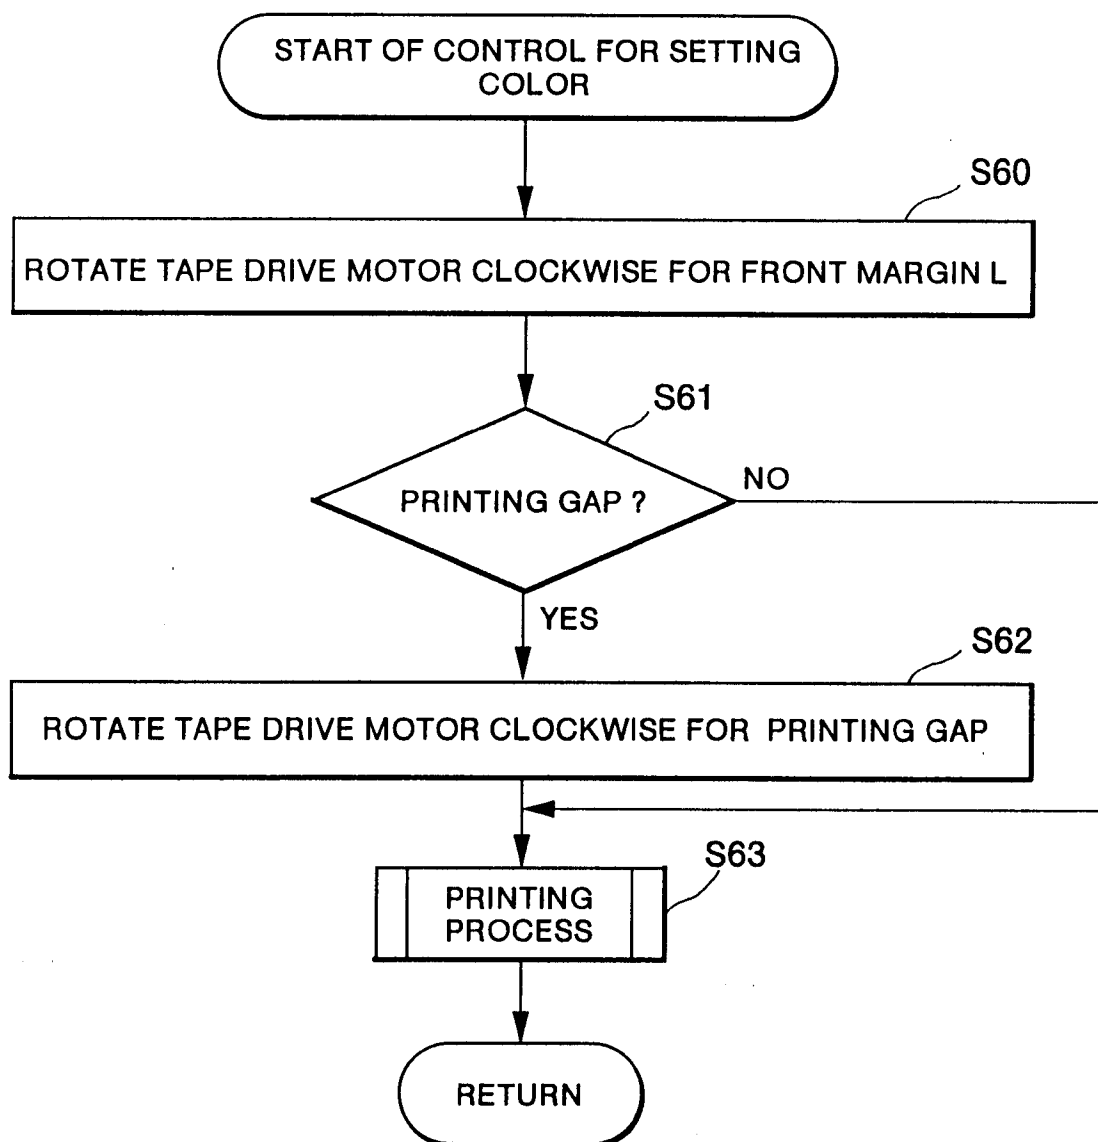 START OF CONTROL FOR SETTING
COLOR
S60
ROTATE TAPE DRIVE MOTOR CLOCKWISE FOR FRONT MARGIN L
S61
PRINTING GAP ?
NO
YES
S62
ROTATE TAPE DRIVE MOTOR CLOCKWISE FOR PRINTING GAP
S63
PRINTING
PROCESS
RETURN